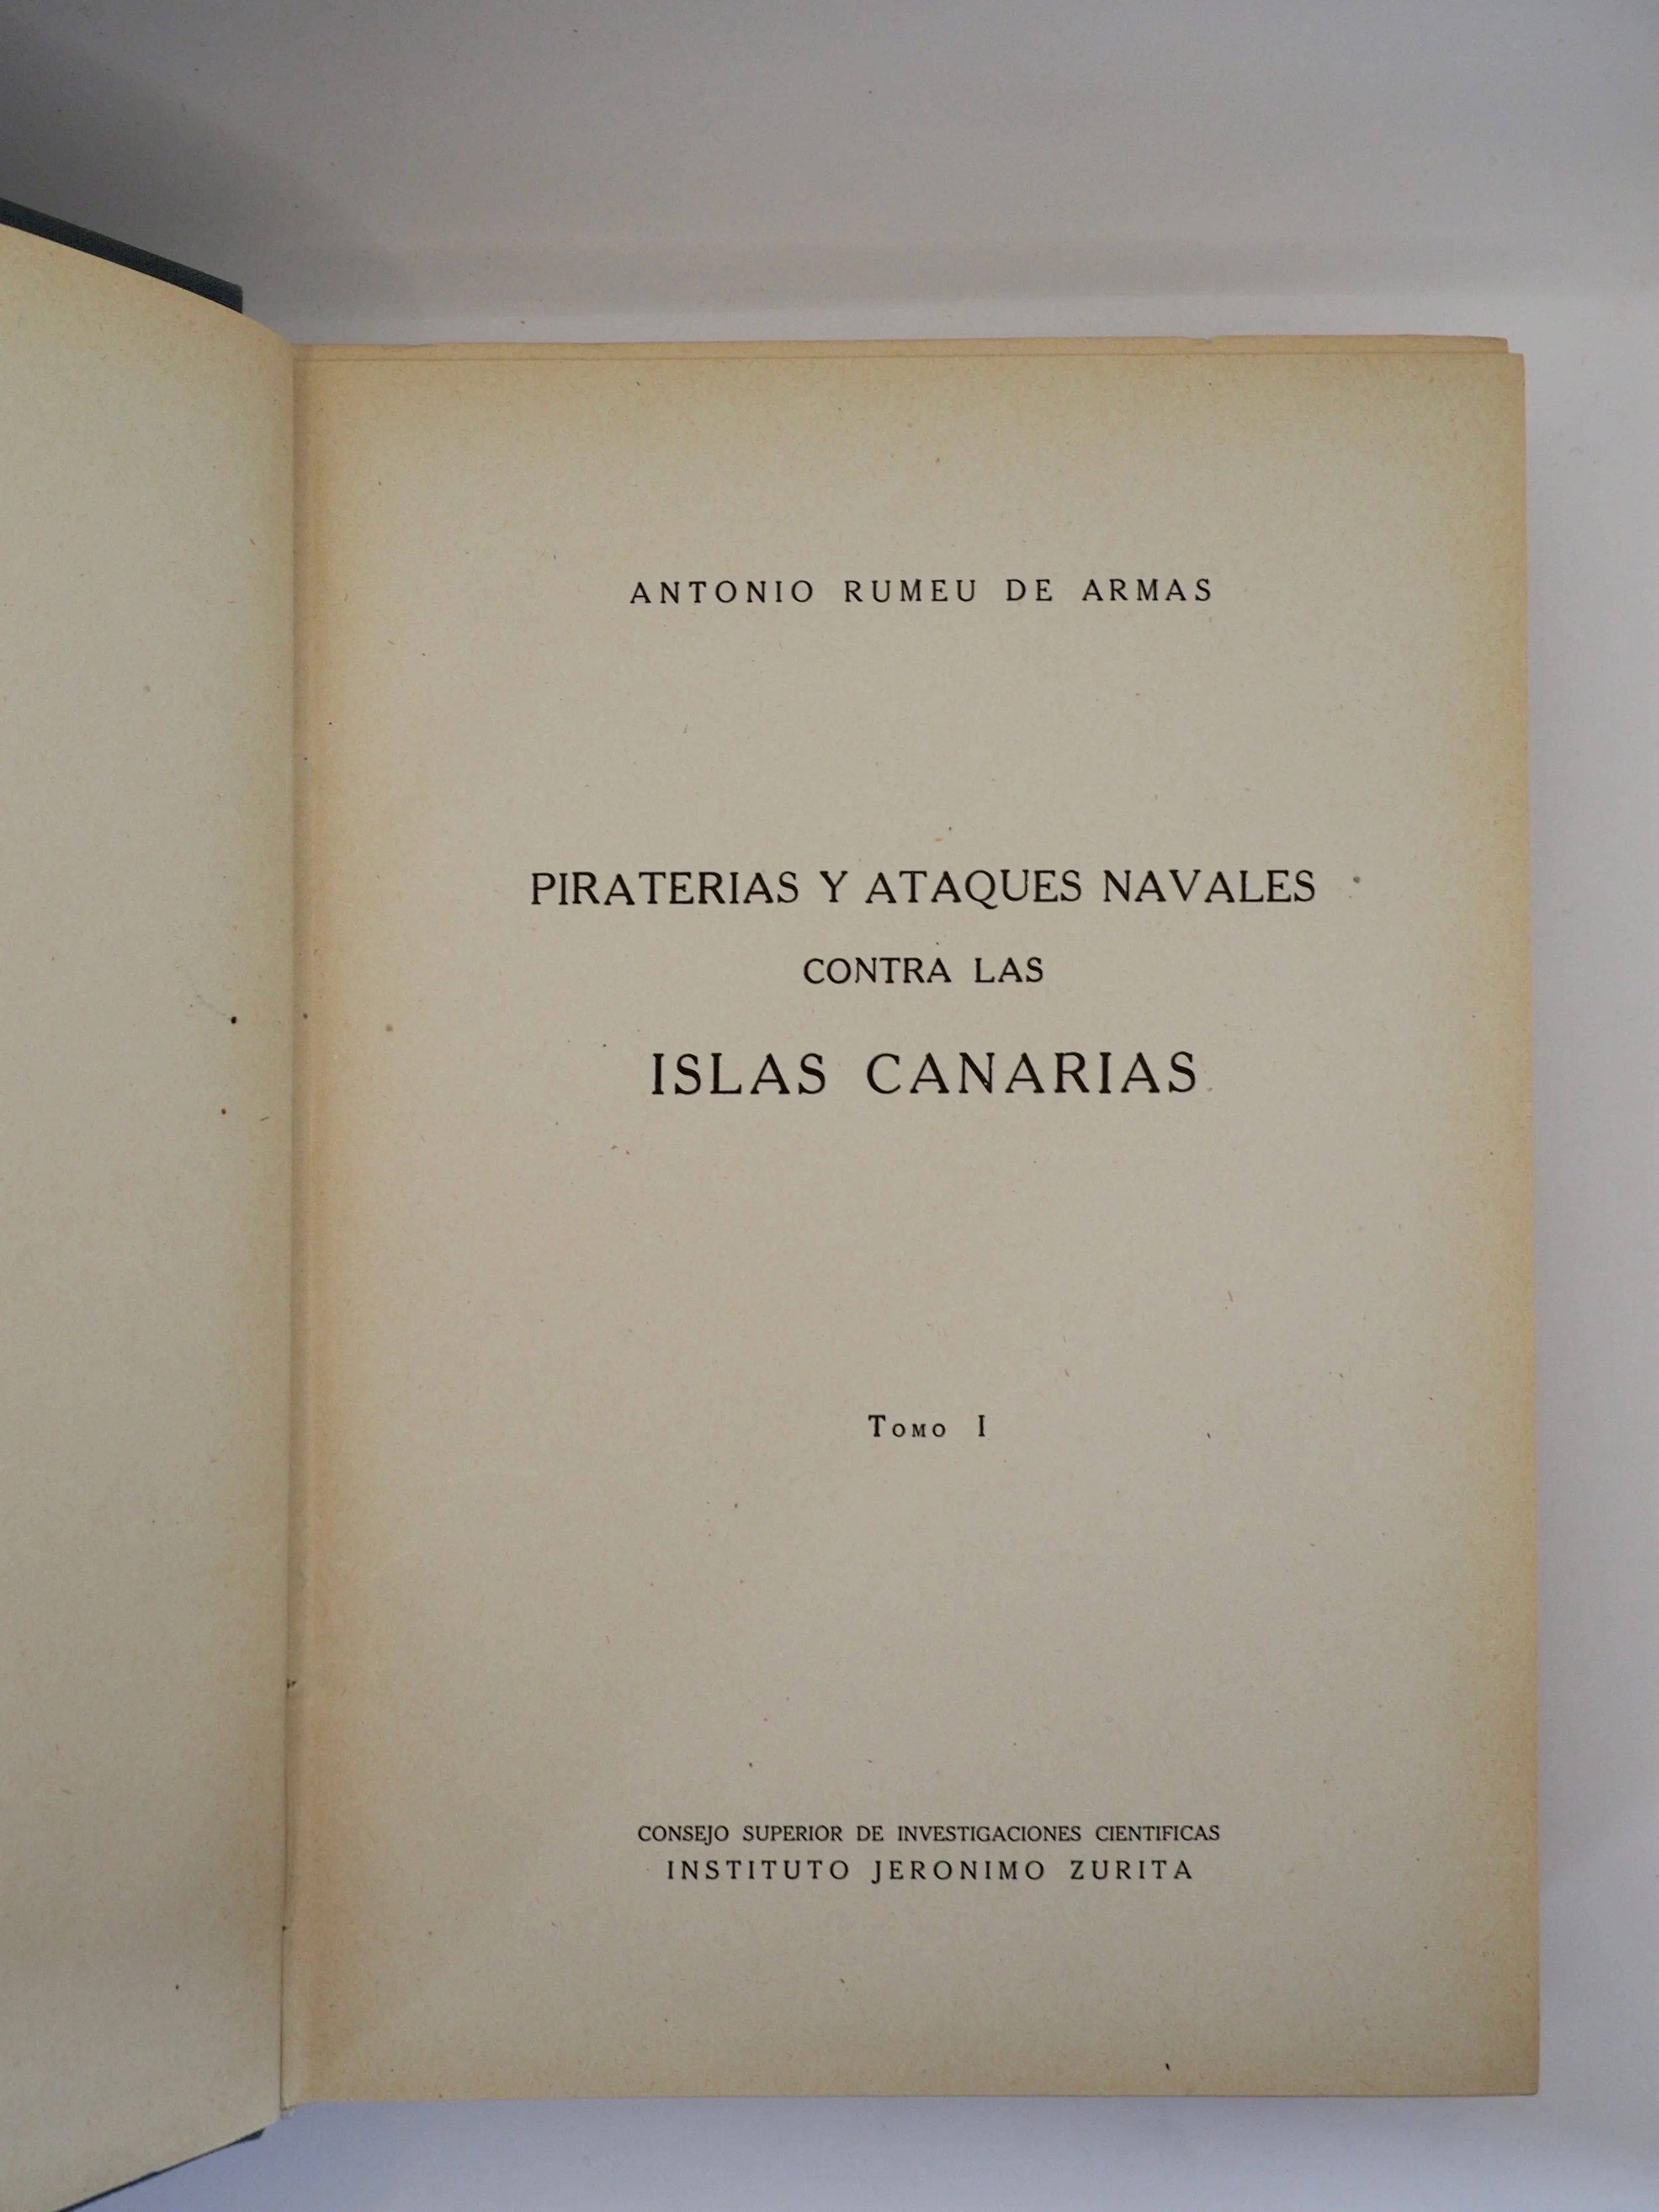 ANTONIO RUMEU DE ARMAS
PIRATERIAS Y ATAQUES NAVALES
CONTRA LAS
ISLAS CANARIAS
Tomo I
CONSEJO SUPERIOR DE INVESTIGACIONES CIENTIFICAS
INSTITUTO JERONIMO ZURITA